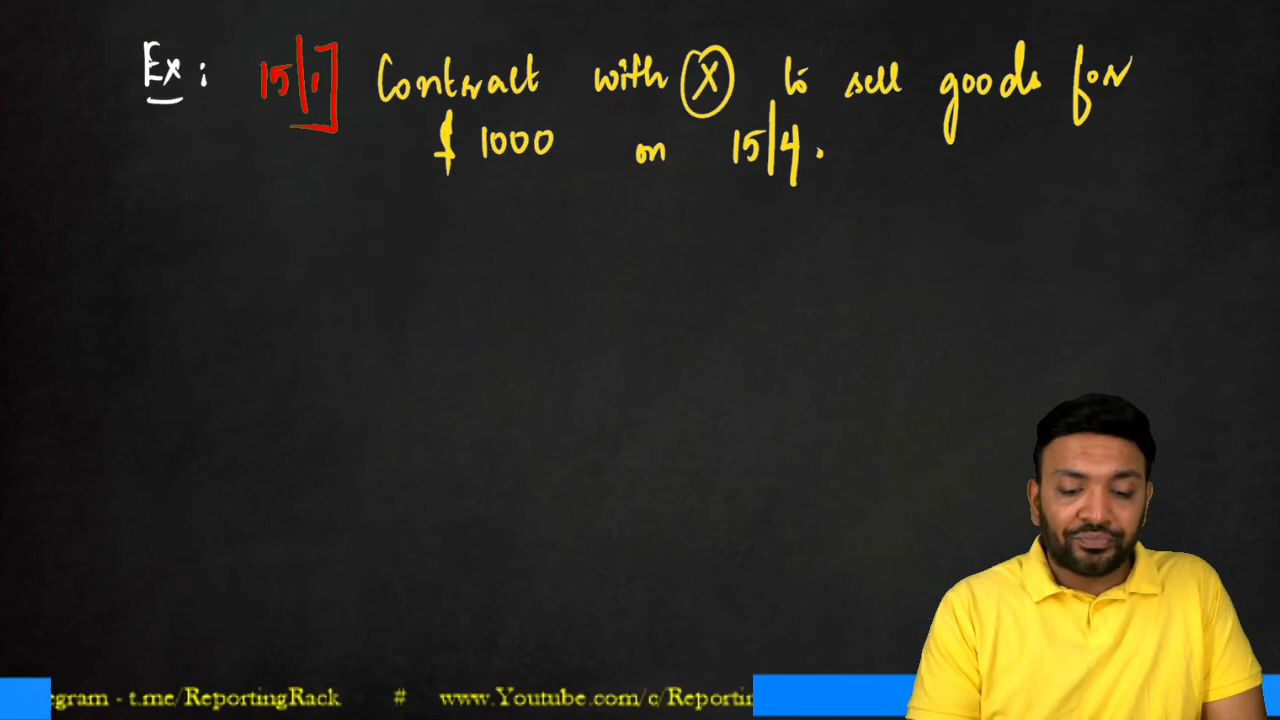 Ex: 15/1] Contract with X to sell goods for
$ 1000 on 15/4.
egram - t.me/ReportingRack # www.Youtube.com/c/Reportin